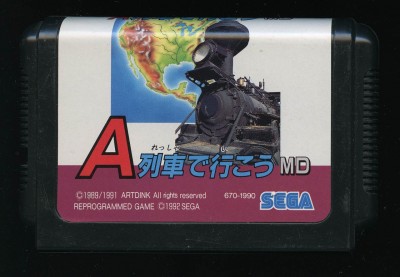 れっしゃ い
A列車で行こうMD
©1989/1991 ARTDINK All rights reserved 670-1990 SEGA
REPROGRAMMED GAME ©1992 SEGA